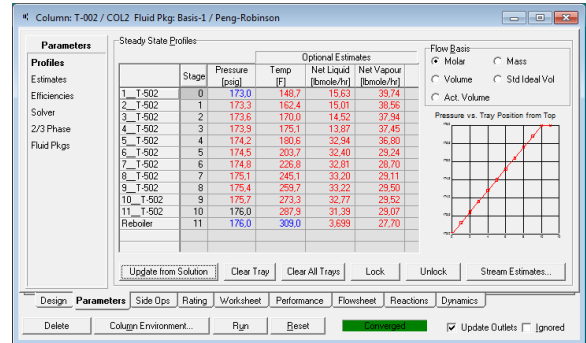 Column: T-002 / COL2 Fluid Pkg: Basis-1 / Peng-Robinson
Parameters
Profiles
Estimates
Efficiencies
Solver
2/3 Phase
Fluid Pkgs
Steady State Profiles
Optional Estimates
Stage Pressure [psig] Temp [F] Net Liquid [lbmole/hr] Net Vapour [lbmole/hr]
1__T-502 0 173,0 148,7 15,63 39,74
2__T-502 1 173,3 162,4 15,01 38,56
3__T-502 2 173,6 170,0 14,52 37,94
4__T-502 3 173,9 175,1 13,87 37,45
5__T-502 4 174,2 180,6 32,94 36,80
6__T-502 5 174,5 203,7 32,40 29,24
7__T-502 6 174,8 226,8 32,81 28,70
8__T-502 7 175,1 245,1 33,20 29,11
9__T-502 8 175,4 259,7 33,22 29,50
10__T-502 9 175,7 273,3 32,77 29,52
11__T-502 10 176,0 287,9 31,39 29,07
Reboiler 11 176,0 309,0 3,699 27,70
Flow Basis
Molar Mass
Volume Std Ideal Vol
Act. Volume
Pressure vs. Tray Position from Top
Update from Solution Clear Tray Clear All Trays Lock Unlock Stream Estimates...
Design Parameters Side Ops Rating Worksheet Performance Flowsheet Reactions Dynamics
Delete Column Environment... Run Reset Converged Update Outlets Ignored